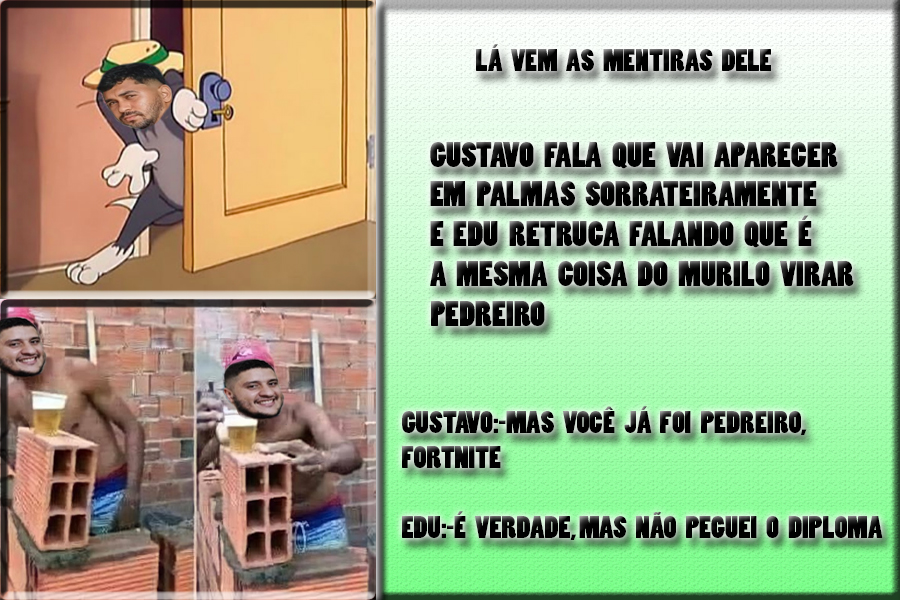 LÁ VEM AS MENTIRAS DELE
GUSTAVO FALA QUE VAI APARECER
EM PALMAS SORRATEIRAMENTE
E EDU RETRUCA FALANDO QUE É
A MESMA COISA DO MURILO VIRAR
PEDREIRO
GUSTAVO:-MAS VOCÊ JÁ FOI PEDREIRO,
FORTNITE
EDU:-É VERDADE, MAS NÃO PEGUEI O DIPLOMA